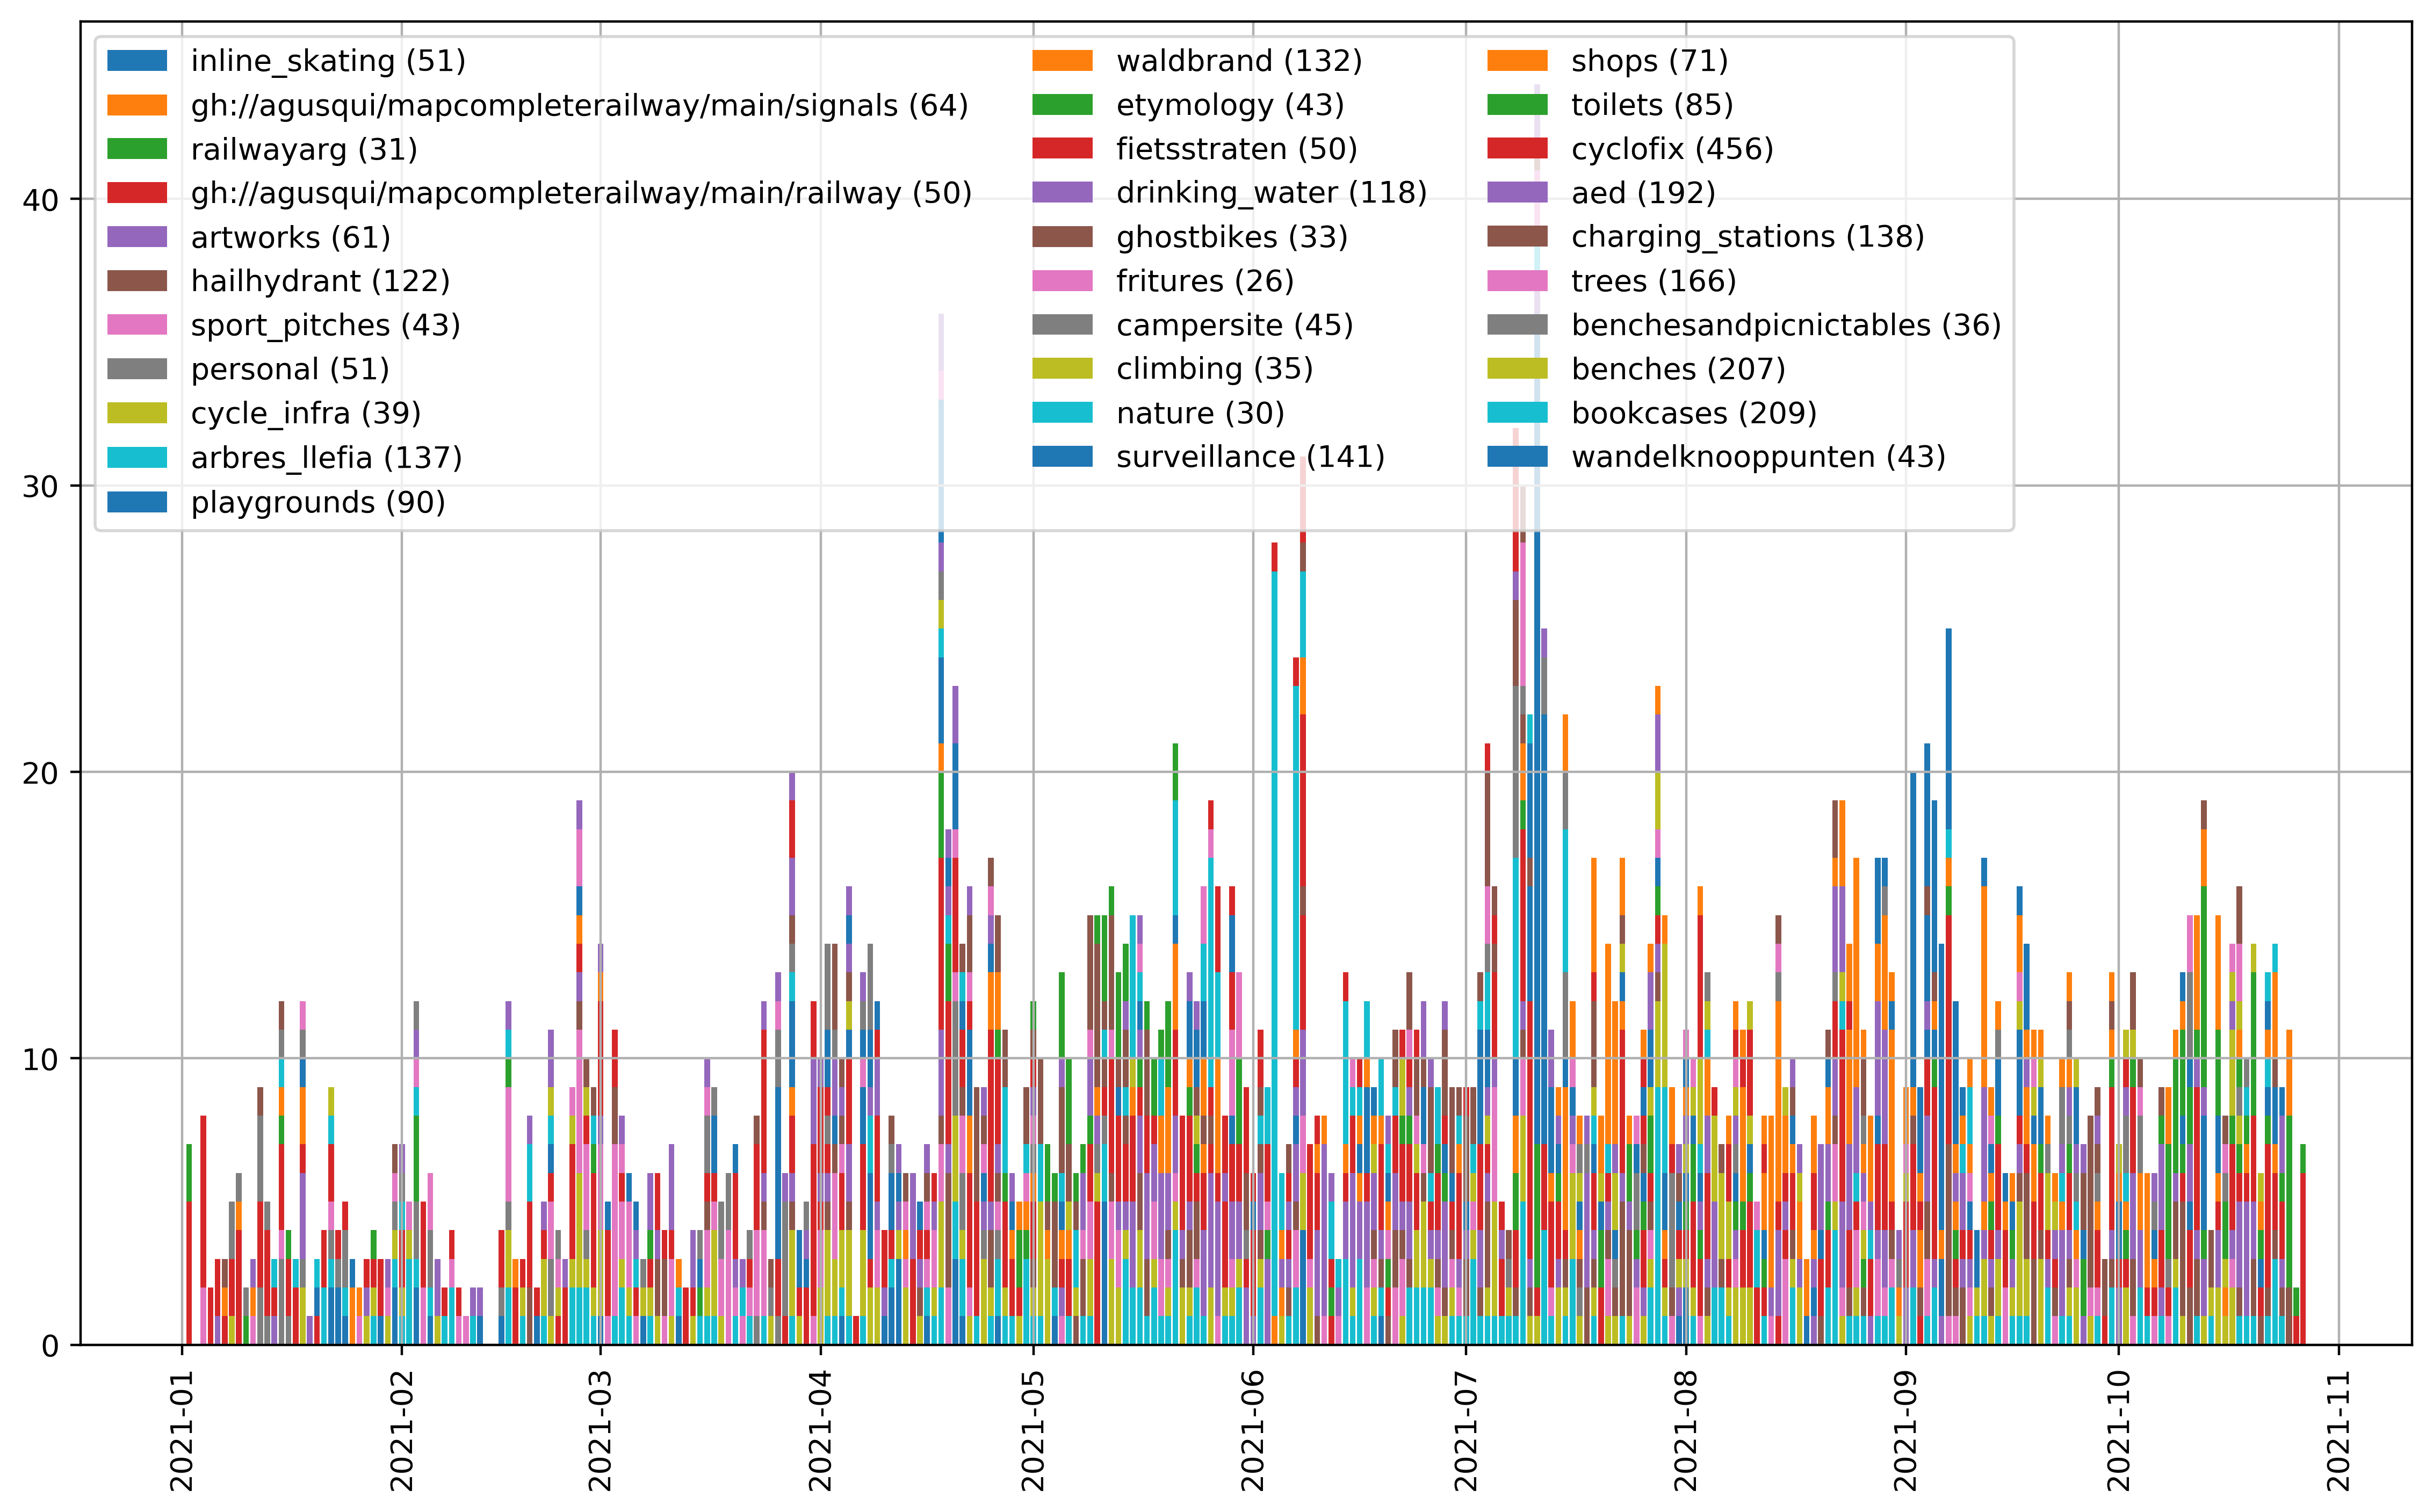 inline_skating (51)
gh://agusqui/mapcompleterailway/main/signals (64)
railwayarg (31)
gh://agusqui/mapcompleterailway/main/railway (50)
artworks (61)
hailhydrant (122)
sport_pitches (43)
personal (51)
cycle_infra (39)
arbres_llefia (137)
playgrounds (90)
waldbrand (132)
etymology (43)
fietsstraten (50)
drinking_water (118)
ghostbikes (33)
fritures (26)
campersite (45)
climbing (35)
nature (30)
surveillance (141)
shops (71)
toilets (85)
cyclofix (456)
aed (192)
charging_stations (138)
trees (166)
benchesandpicnictables (36)
benches (207)
bookcases (209)
wandelknooppunten (43)
40
30
20
10
0
2021-01
2021-02
2021-03
2021-04
2021-05
2021-06
2021-07
2021-08
2021-09
2021-10
2021-11